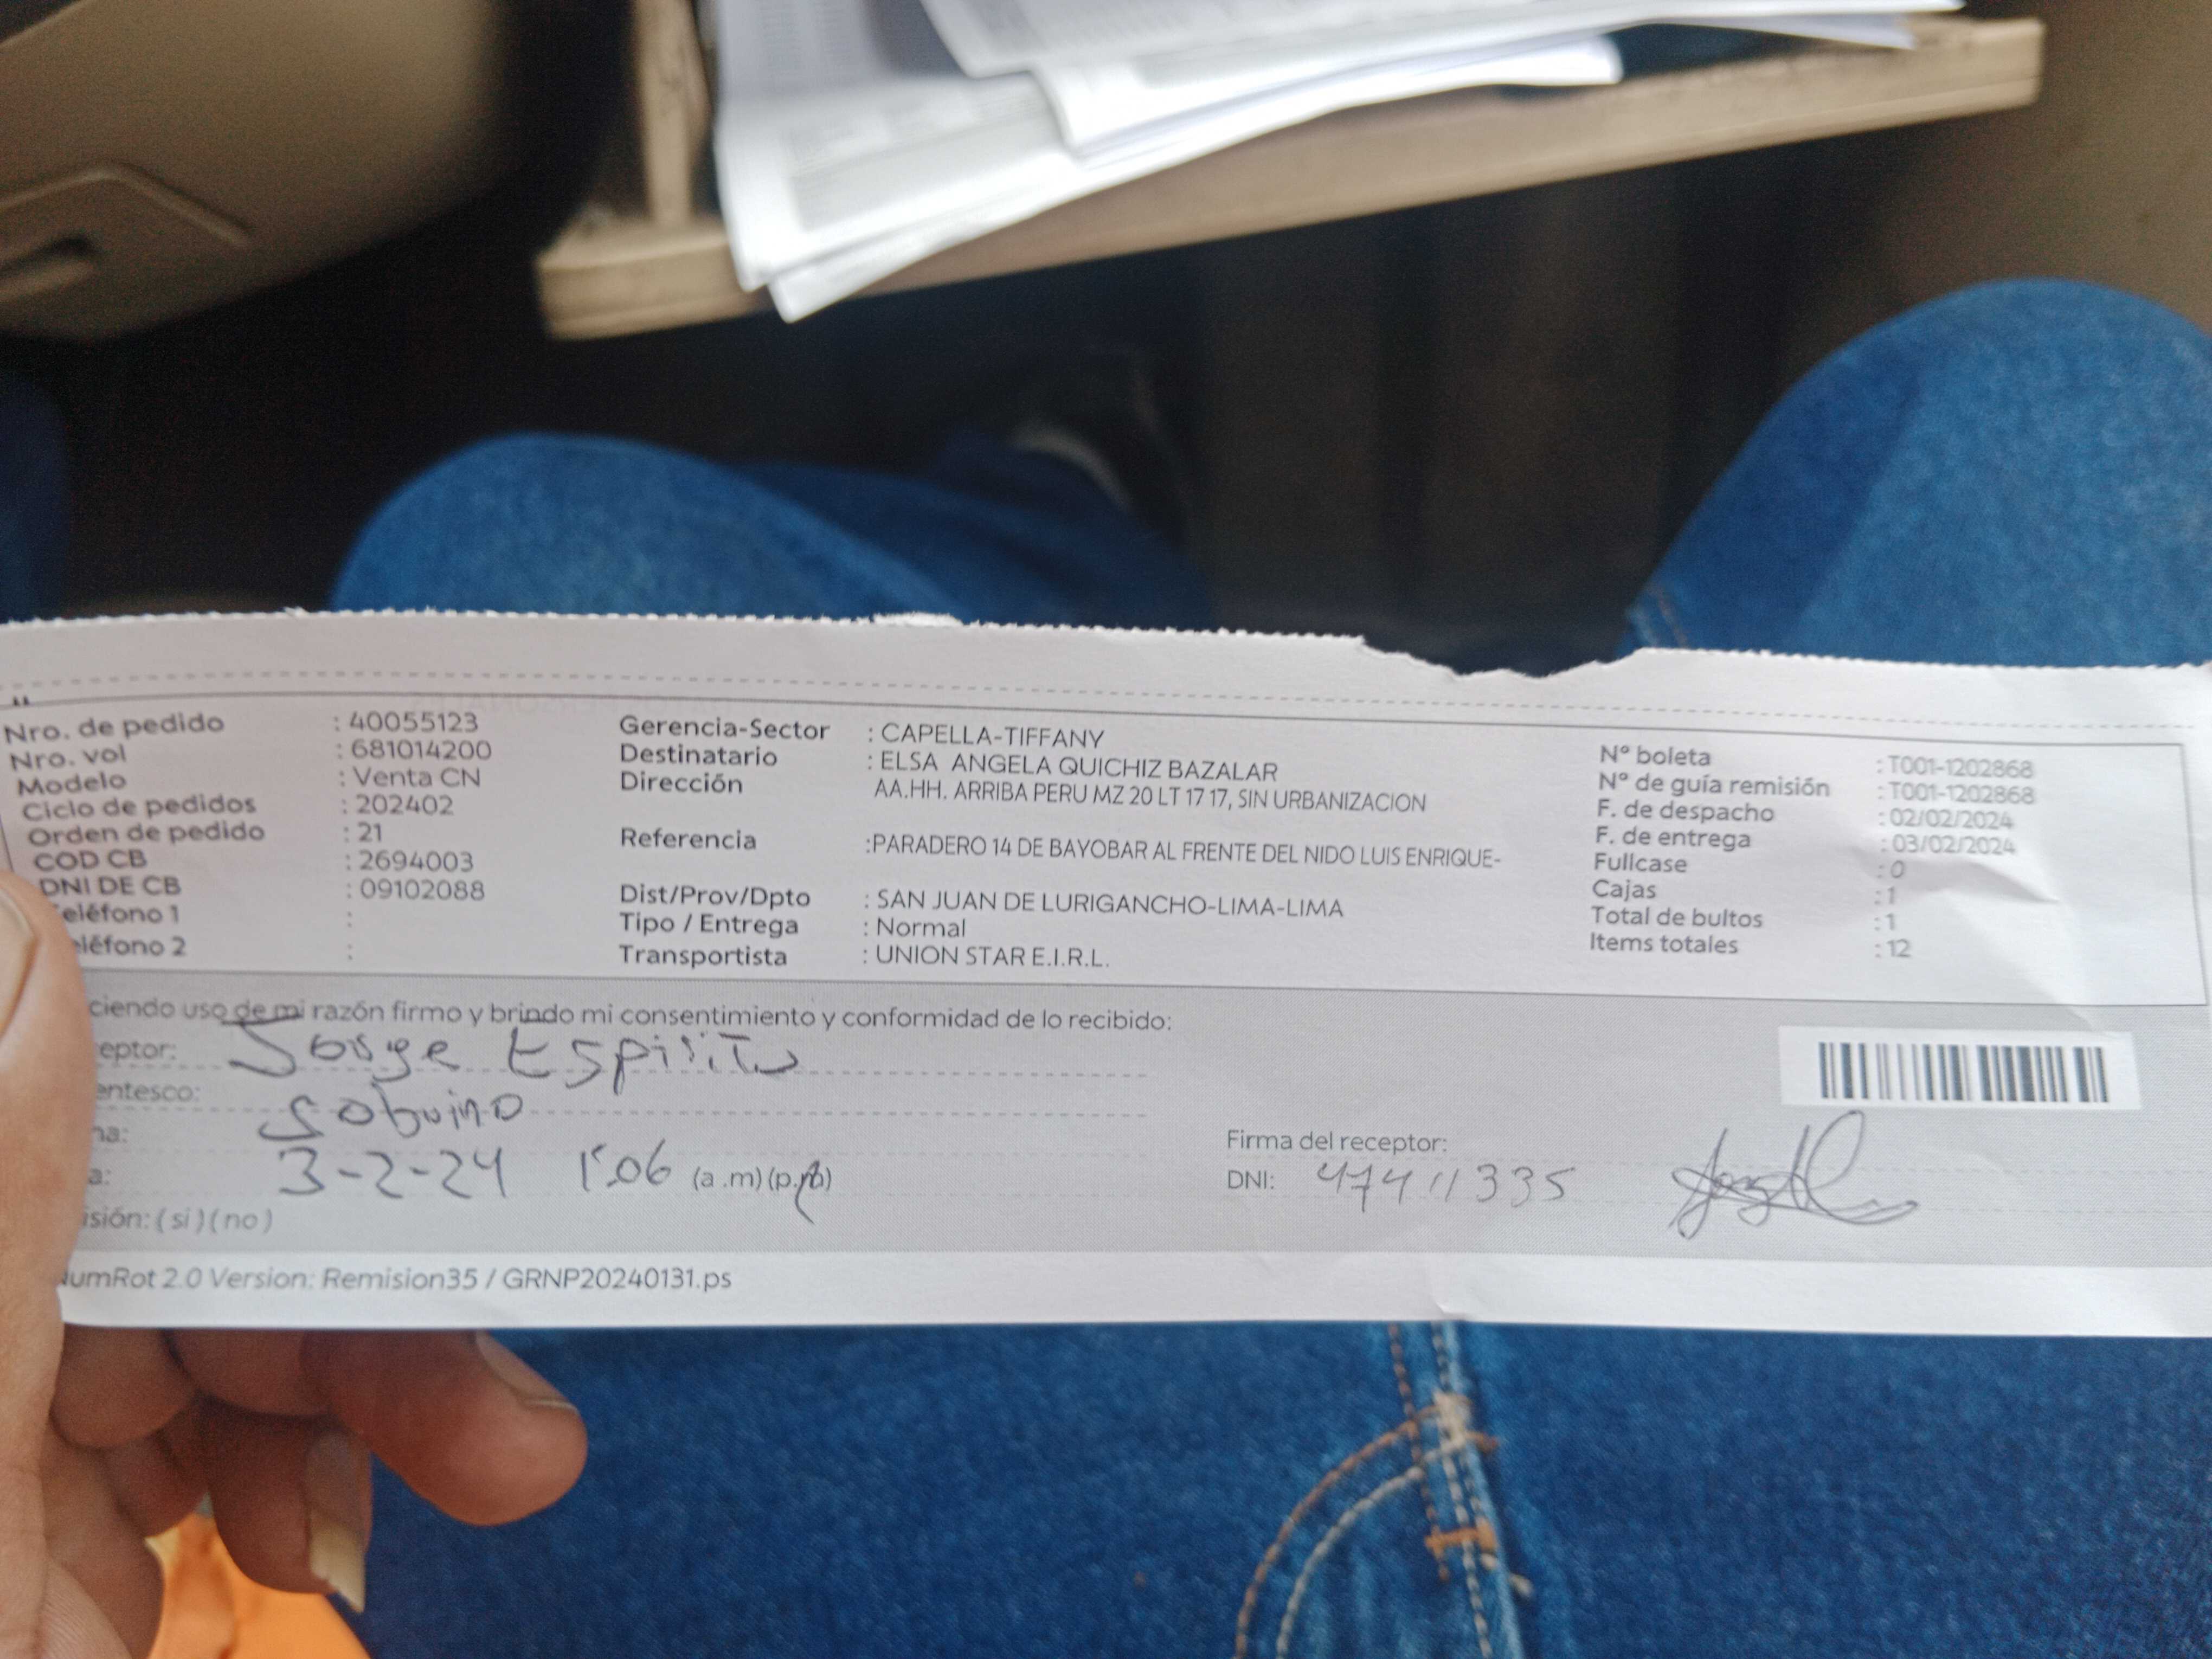 Nro. de pedido : 40055123
Nro. vol : 681014200
Modelo : Venta CN
Ciclo de pedidos : 202402
Orden de pedido : 21
COD CB : 2694003
DNI DE CB : 09102088
eléfono 1 :
eléfono 2 :
Gerencia-Sector : CAPELLA-TIFFANY
Destinatario : ELSA ANGELA QUICHIZ BAZALAR
Dirección AA.HH. ARRIBA PERU MZ 20 LT 17 17, SIN URBANIZACION
Referencia :PARADERO 14 DE BAYOBAR AL FRENTE DEL NIDO LUIS ENRIQUE-
Dist/Prov/Dpto : SAN JUAN DE LURIGANCHO-LIMA-LIMA
Tipo / Entrega : Normal
Transportista : UNION STAR E.I.R.L.
N° boleta : T001-1202868
N° de guía remisión : T001-1202868
F. de despacho : 02/02/2024
F. de entrega : 03/02/2024
Fullcase : 0
Cajas : 1
Total de bultos : 1
Items totales : 12
ciendo uso de mi razón firmo y brindo mi consentimiento y conformidad de lo recibido:
eptor: Jorge Espiritu
entesco: Sobrino
na: 3-2-24 1:06 (a.m)(p.m)
a:
isión: (si)(no)
Firma del receptor:
DNI: 47411335
umRot 2.0 Version: Remision35 / GRNP20240131.ps